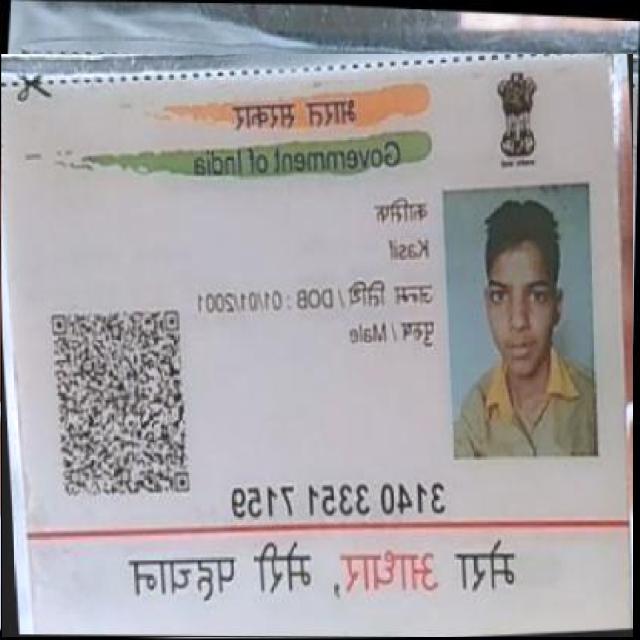 भारत सरकार
Government of India
काशिफ
Kasif
जन्म तिथि / DOB : 01/01/2001
पुरुष / Male
3140 3351 7159
मेरा आधार, मेरी पहचान